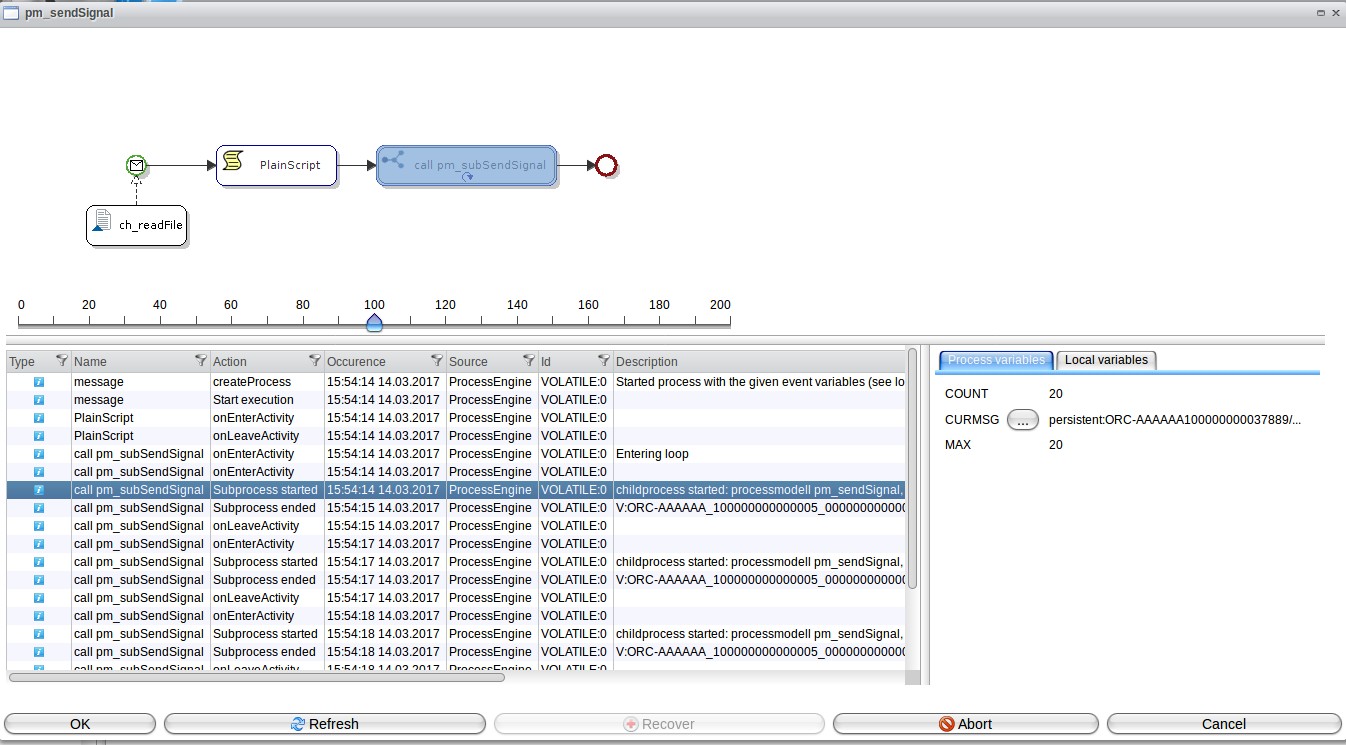 pm_sendSignal
PlainScript
call pm_subSendSignal
ch_readFile
0 20 40 60 80 100 120 140 160 180 200
Type Name Action Occurence Source Id Description
message createProcess 15:54:14 14.03.2017 ProcessEngine VOLATILE:0 Started process with the given event variables (see lo
message Start execution 15:54:14 14.03.2017 ProcessEngine VOLATILE:0
PlainScript onEnterActivity 15:54:14 14.03.2017 ProcessEngine VOLATILE:0
PlainScript onLeaveActivity 15:54:14 14.03.2017 ProcessEngine VOLATILE:0
call pm_subSendSignal onEnterActivity 15:54:14 14.03.2017 ProcessEngine VOLATILE:0 Entering loop
call pm_subSendSignal onEnterActivity 15:54:14 14.03.2017 ProcessEngine VOLATILE:0
call pm_subSendSignal Subprocess started 15:54:14 14.03.2017 ProcessEngine VOLATILE:0 childprocess started: processmodell pm_sendSignal,
call pm_subSendSignal Subprocess ended 15:54:15 14.03.2017 ProcessEngine VOLATILE:0 V:ORC-AAAAAA_100000000000005_000000000000
call pm_subSendSignal onLeaveActivity 15:54:15 14.03.2017 ProcessEngine VOLATILE:0
call pm_subSendSignal onEnterActivity 15:54:17 14.03.2017 ProcessEngine VOLATILE:0
call pm_subSendSignal Subprocess started 15:54:17 14.03.2017 ProcessEngine VOLATILE:0 childprocess started: processmodell pm_sendSignal,
call pm_subSendSignal Subprocess ended 15:54:17 14.03.2017 ProcessEngine VOLATILE:0 V:ORC-AAAAAA_100000000000005_000000000000
call pm_subSendSignal onLeaveActivity 15:54:17 14.03.2017 ProcessEngine VOLATILE:0
call pm_subSendSignal onEnterActivity 15:54:18 14.03.2017 ProcessEngine VOLATILE:0
call pm_subSendSignal Subprocess started 15:54:18 14.03.2017 ProcessEngine VOLATILE:0 childprocess started: processmodell pm_sendSignal,
call pm_subSendSignal Subprocess ended 15:54:18 14.03.2017 ProcessEngine VOLATILE:0 V:ORC-AAAAAA_100000000000005_000000000000
call pm_subSendSignal onLeaveActivity 15:54:18 14.03.2017 ProcessEngine VOLATILE:0
Process variables Local variables
COUNT 20
CURMSG ... persistent:ORC-AAAAAA100000000037889/...
MAX 20
OK Refresh Recover Abort Cancel